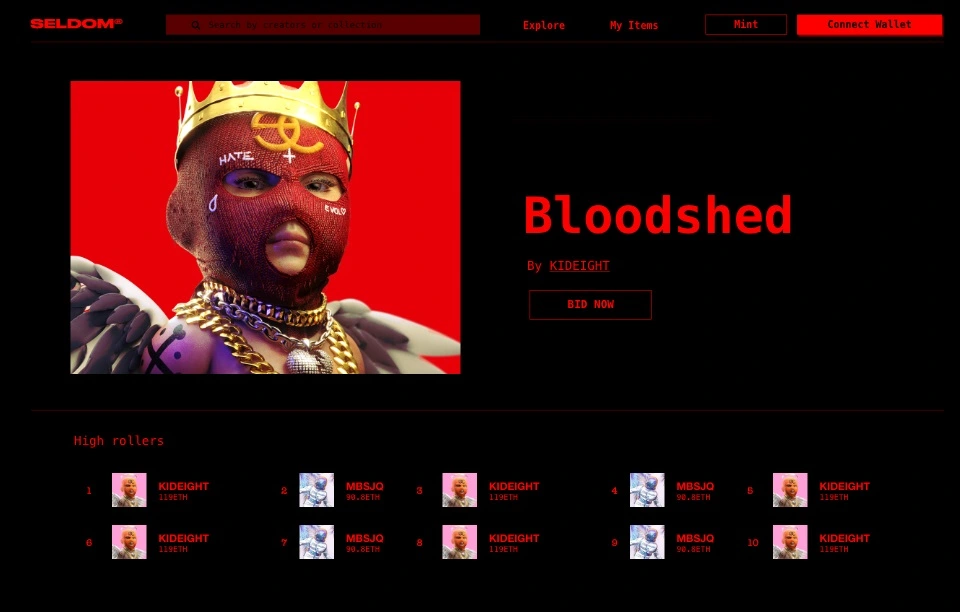 SELDOM
Search by creators or collection
Explore
My Items
Mint
Connect Wallet
HATE
Bloodshed
By KIDEIGHT
BID NOW
High rollers
1 KIDEIGHT
119ETH
2 MBSJQ
90.8ETH
3 KIDEIGHT
119ETH
4 MBSJQ
90.8ETH
6 KIDEIGHT
119ETH
6 KIDEIGHT
119ETH
7 MBSJQ
90.8ETH
8 KIDEIGHT
119ETH
9 MBSJQ
90.8ETH
10 KIDEIGHT
119ETH